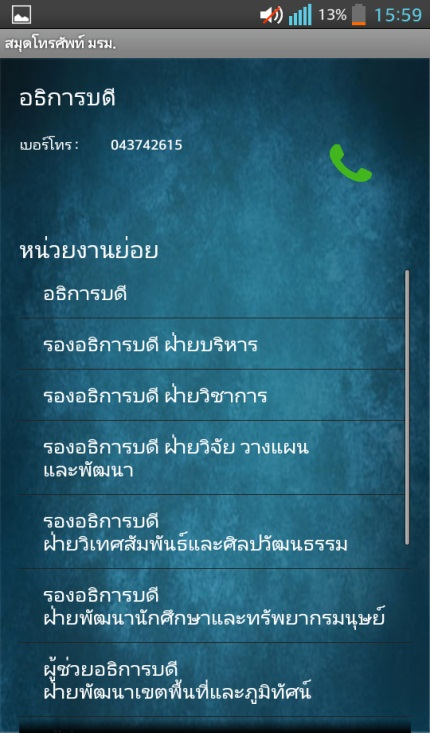 13% 15:59
สมุดโทรศัพท์ มรม.
อธิการบดี
เบอร์โทร : 043742615
หน่วยงานย่อย
อธิการบดี
รองอธิการบดี ฝ่ายบริหาร
รองอธิการบดี ฝ่ายวิชาการ
รองอธิการบดี ฝ่ายวิจัย วางแผน
และพัฒนา
รองอธิการบดี
ฝ่ายวิเทศสัมพันธ์และศิลปวัฒนธรรม
รองอธิการบดี
ฝ่ายพัฒนานักศึกษาและทรัพยากรมนุษย์
ผู้ช่วยอธิการบดี
ฝ่ายพัฒนาเขตพื้นที่และภูมิทัศน์